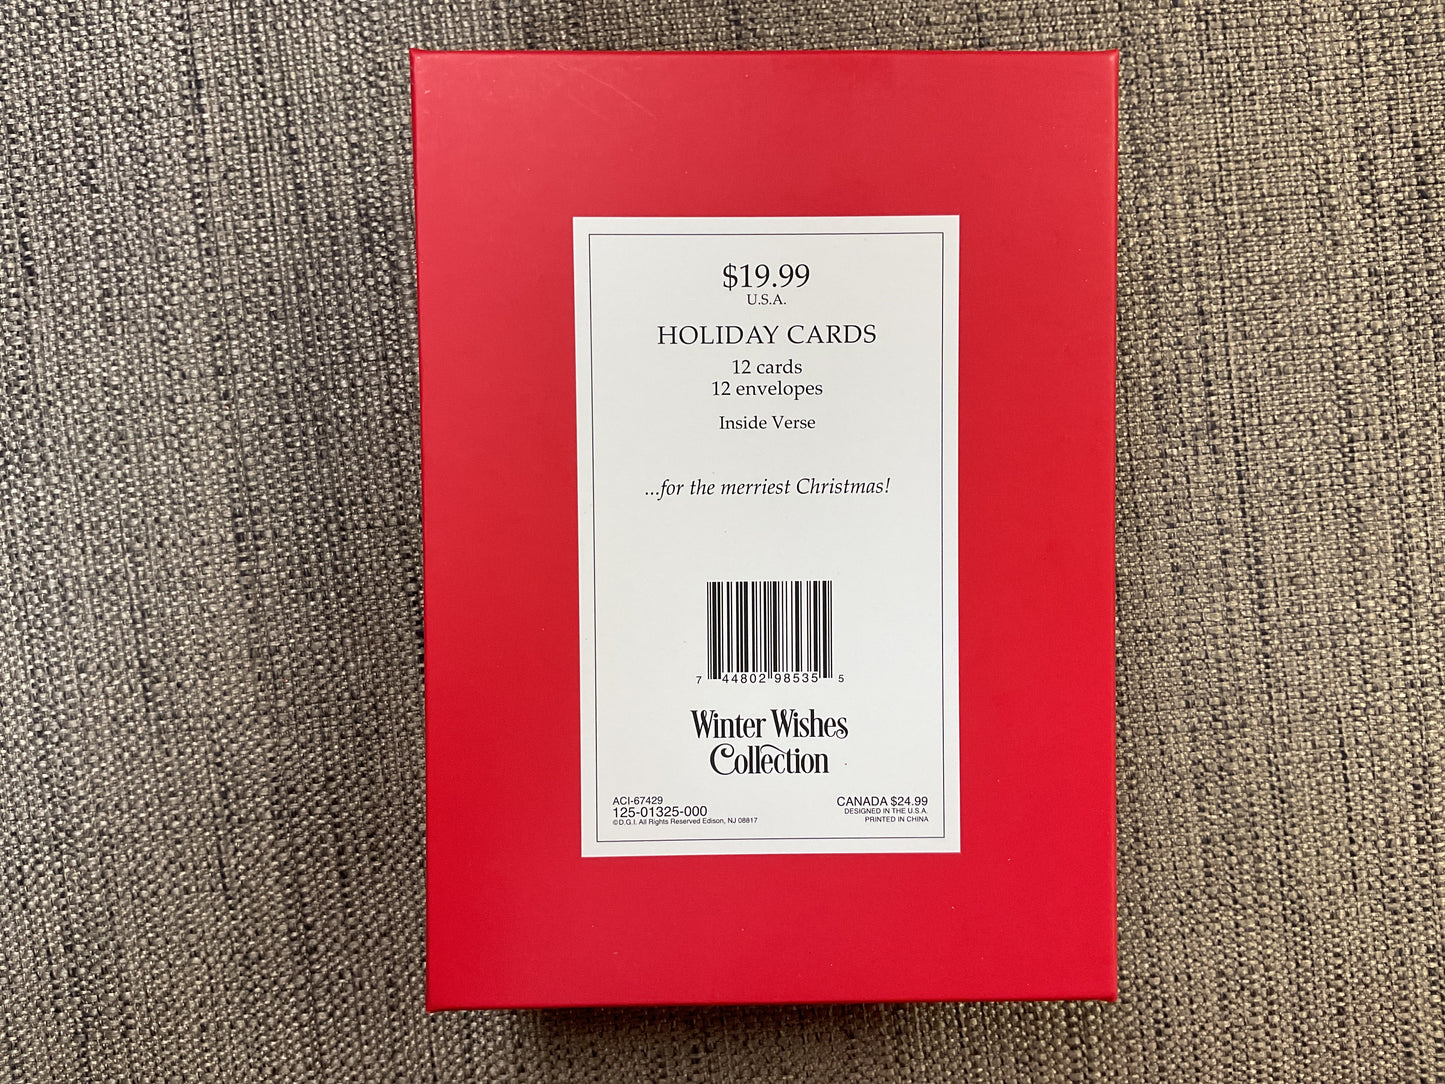 $19.99
U.S.A.
HOLIDAY CARDS
12 cards
12 envelopes
Inside Verse
...for the merriest Christmas!
7 44802 98535 5
Winter Wishes
Collection
ACI-67429
125-01325-000
©D.G.I. All Rights Reserved Edison, NJ 08817
CANADA $24.99
DESIGNED IN THE U.S.A.
PRINTED IN CHINA